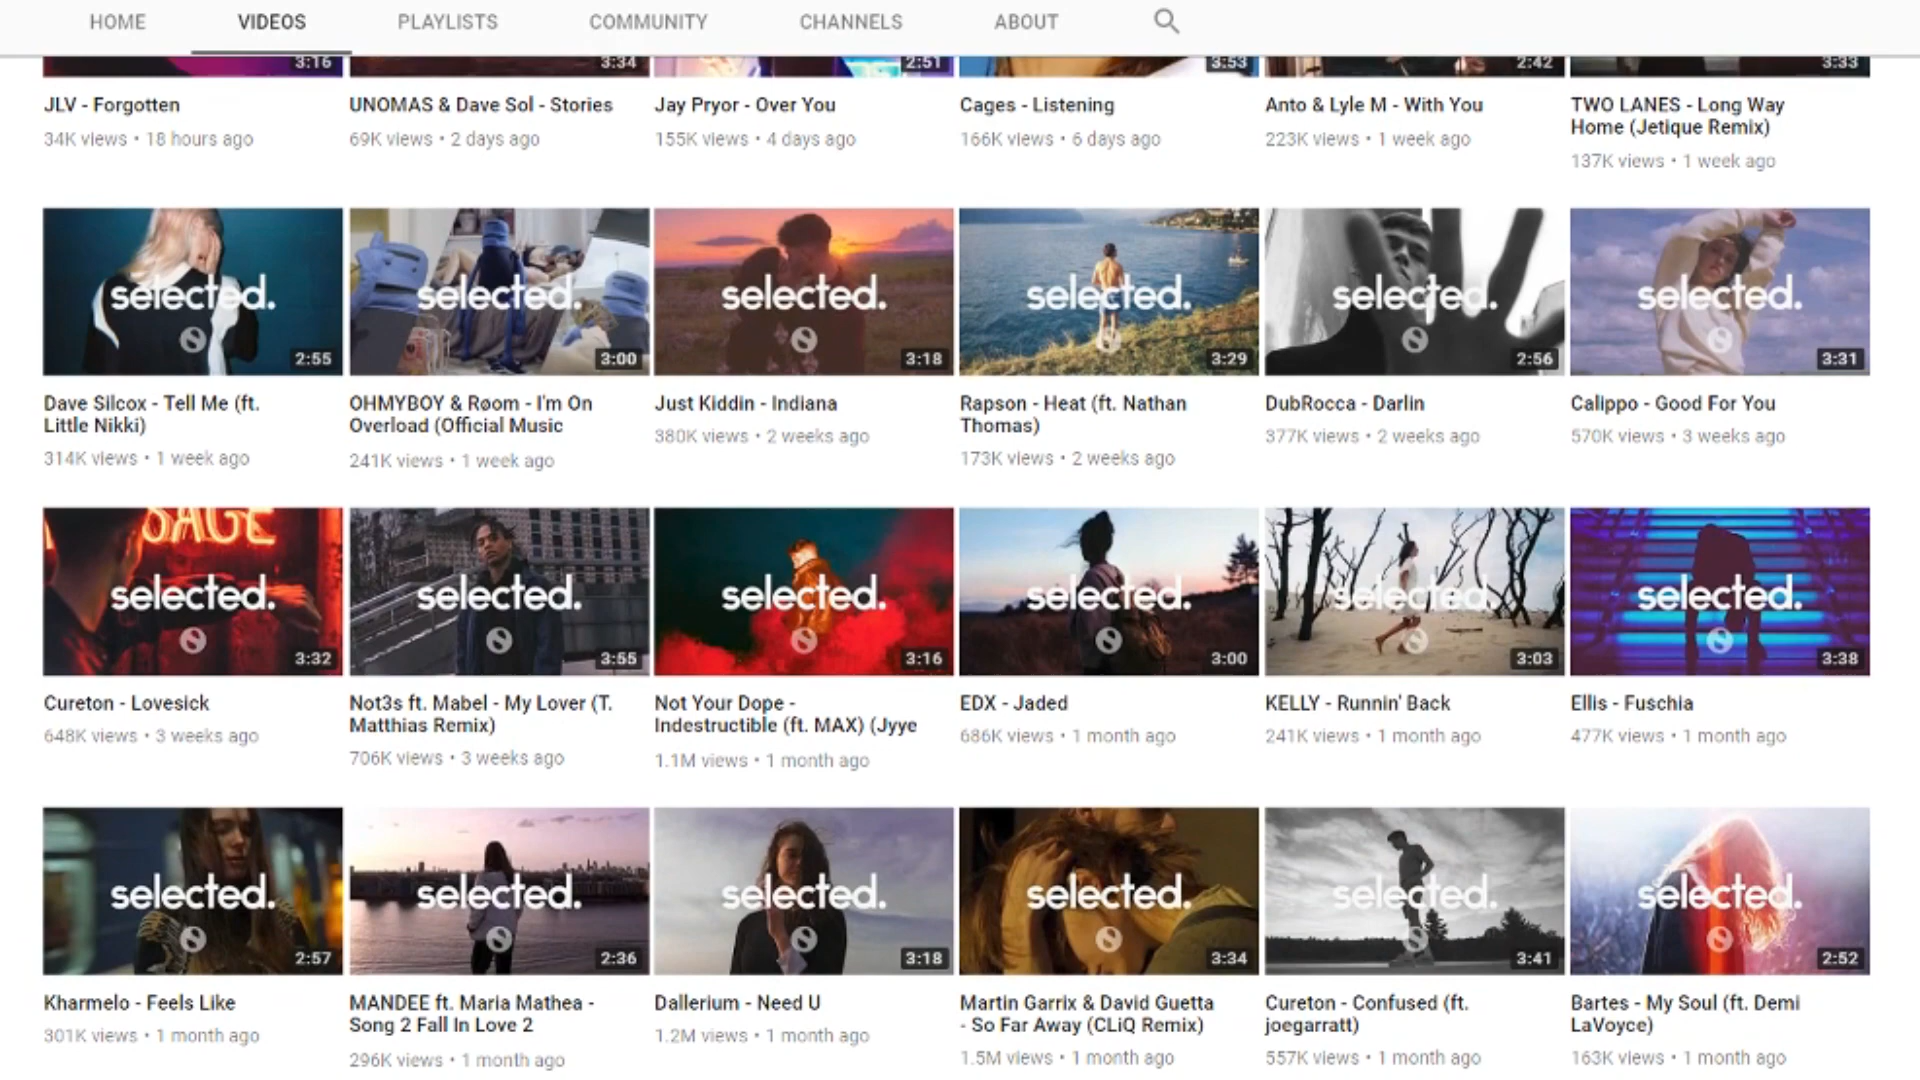 HOME VIDEOS PLAYLISTS COMMUNITY CHANNELS ABOUT
3:16
3:34
2:51
3:53
2:42
3:33
JLV - Forgotten
34K views • 18 hours ago
UNOMAS & Dave Sol - Stories
69K views • 2 days ago
Jay Pryor - Over You
155K views • 4 days ago
Cages - Listening
166K views • 6 days ago
Anto & Lyle M - With You
223K views • 1 week ago
TWO LANES - Long Way
Home (Jetique Remix)
137K views • 1 week ago
selected.
2:55
Dave Silcox - Tell Me (ft.
Little Nikki)
314K views • 1 week ago
selected.
3:00
OHMYBOY & Røom - I'm On
Overload (Official Music
241K views • 1 week ago
selected.
3:18
Just Kiddin - Indiana
380K views • 2 weeks ago
selected.
3:29
Rapson - Heat (ft. Nathan
Thomas)
173K views • 2 weeks ago
selected.
2:56
DubRocca - Darlin
377K views • 2 weeks ago
selected.
3:31
Calippo - Good For You
570K views • 3 weeks ago
SAGE
selected.
3:32
Cureton - Lovesick
648K views • 3 weeks ago
selected.
3:55
Not3s ft. Mabel - My Lover (T.
Matthias Remix)
706K views • 3 weeks ago
selected.
3:16
Not Your Dope -
Indestructible (ft. MAX) (Jyye
1.1M views • 1 month ago
selected.
3:00
EDX - Jaded
686K views • 1 month ago
selected.
3:03
KELLY - Runnin' Back
241K views • 1 month ago
selected.
3:38
Ellis - Fuschia
477K views • 1 month ago
selected.
2:57
Kharmelo - Feels Like
301K views • 1 month ago
selected.
2:36
MANDEE ft. Maria Mathea -
Song 2 Fall In Love 2
296K views • 1 month ago
selected.
3:18
Dallerium - Need U
1.2M views • 1 month ago
selected.
3:34
Martin Garrix & David Guetta
- So Far Away (CLiQ Remix)
1.5M views • 1 month ago
selected.
3:41
Cureton - Confused (ft.
joegarratt)
557K views • 1 month ago
selected.
2:52
Bartes - My Soul (ft. Demi
LaVoyce)
163K views • 1 month ago